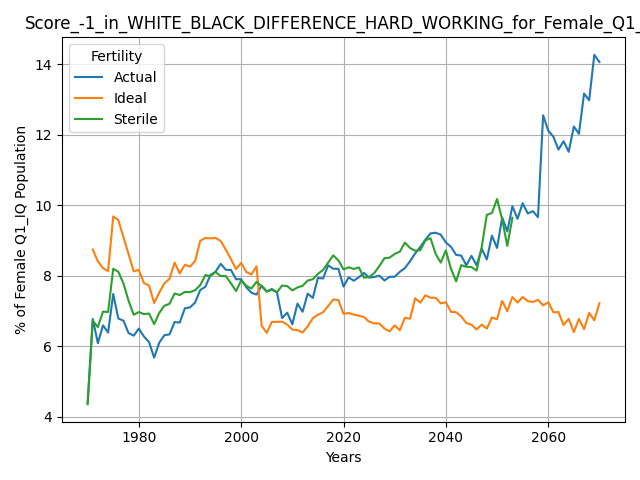 Score_-1_in_WHITE_BLACK_DIFFERENCE_HARD_WORKING_for_Female_Q1_
Fertility
Actual
Ideal
Sterile
% of Female Q1_IQ Population
14
12
10
8
6
4
1980
2000
2020
2040
2060
Years